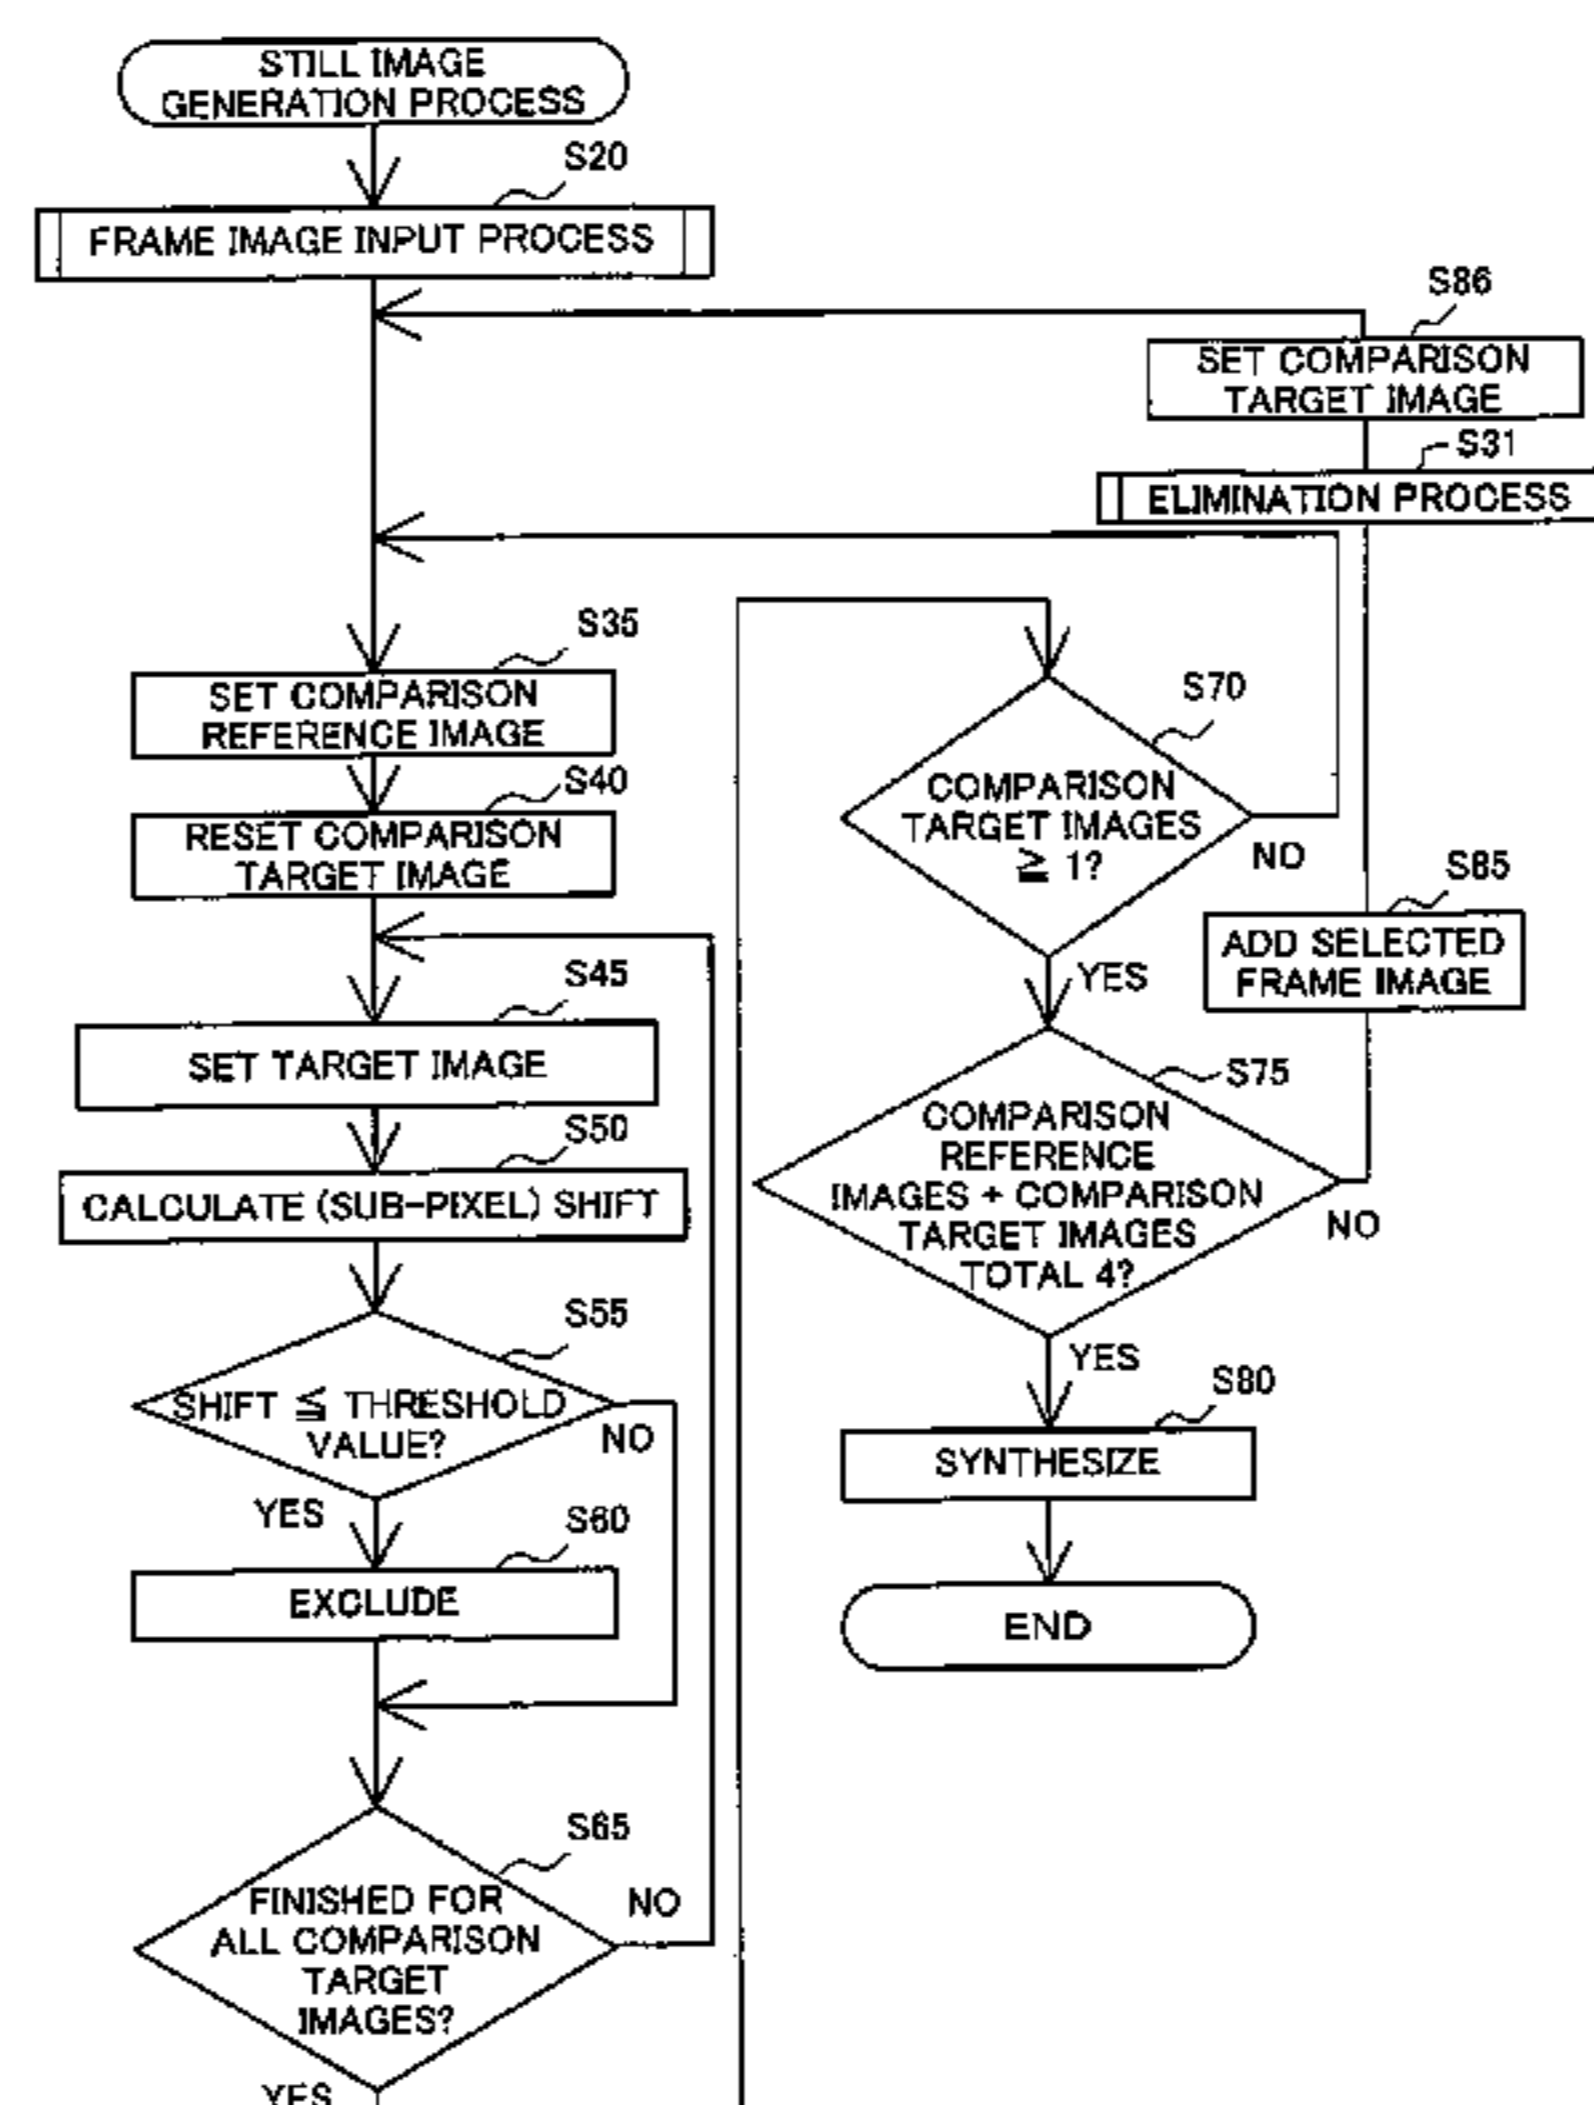 STILL IMAGE
GENERATION PROCESS
S20
FRAME IMAGE INPUT PROCESS
S86
SET COMPARISON
TARGET IMAGE
S31
ELIMINATION PROCESS
S35
SET COMPARISON
REFERENCE IMAGE
S40
RESET COMPARISON
TARGET IMAGE
S45
SET TARGET IMAGE
S50
CALCULATE (SUB-PIXEL) SHIFT
S55
SHIFT ≦ THRESHOLD
VALUE?
NO
YES
S60
EXCLUDE
S65
FINISHED FOR
ALL COMPARISON
TARGET
IMAGES?
NO
YES
S70
COMPARISON
TARGET IMAGES
≧ 1?
NO
YES
S85
ADD SELECTED
FRAME IMAGE
S75
COMPARISON
REFERENCE
IMAGES + COMPARISON
TARGET IMAGES
TOTAL 4?
NO
YES
S80
SYNTHESIZE
END